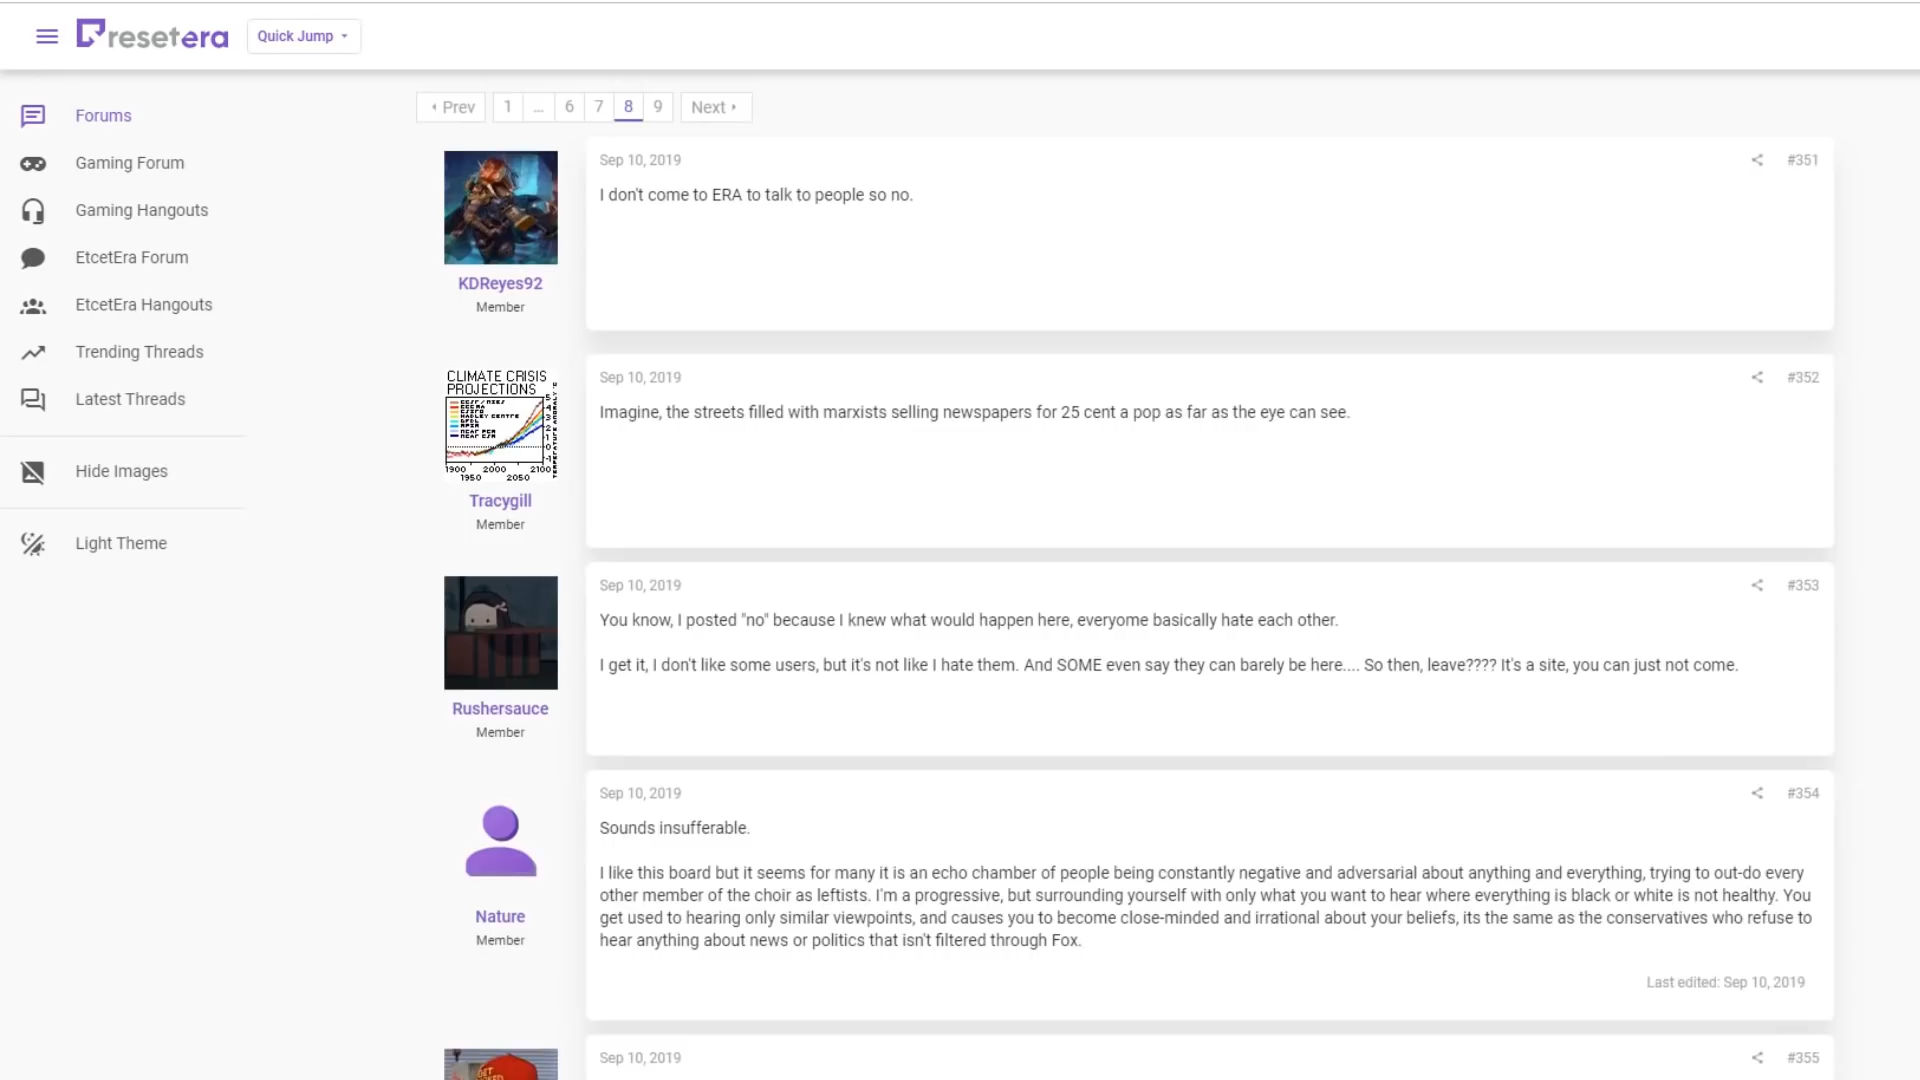 resetera
Quick Jump
Forums
Gaming Forum
Gaming Hangouts
EtcetEra Forum
EtcetEra Hangouts
Trending Threads
Latest Threads
Hide Images
Light Theme
Prev 1 ... 6 7 8 9 Next
KDReyes92
Member
Sep 10, 2019 #351
I don't come to ERA to talk to people so no.
CLIMATE CRISIS
PROJECTIONS
1900 2000 2100
1950 2050
Tracygill
Member
Sep 10, 2019 #352
Imagine, the streets filled with marxists selling newspapers for 25 cent a pop as far as the eye can see.
Rushersauce
Member
Sep 10, 2019 #353
You know, I posted "no" because I knew what would happen here, everyome basically hate each other.
I get it, I don't like some users, but it's not like I hate them. And SOME even say they can barely be here.... So then, leave???? It's a site, you can just not come.
Nature
Member
Sep 10, 2019 #354
Sounds insufferable.
I like this board but it seems for many it is an echo chamber of people being constantly negative and adversarial about anything and everything, trying to out-do every
other member of the choir as leftists. I'm a progressive, but surrounding yourself with only what you want to hear where everything is black or white is not healthy. You
get used to hearing only similar viewpoints, and causes you to become close-minded and irrational about your beliefs, its the same as the conservatives who refuse to
hear anything about news or politics that isn't filtered through Fox.
Last edited: Sep 10, 2019
Sep 10, 2019 #355